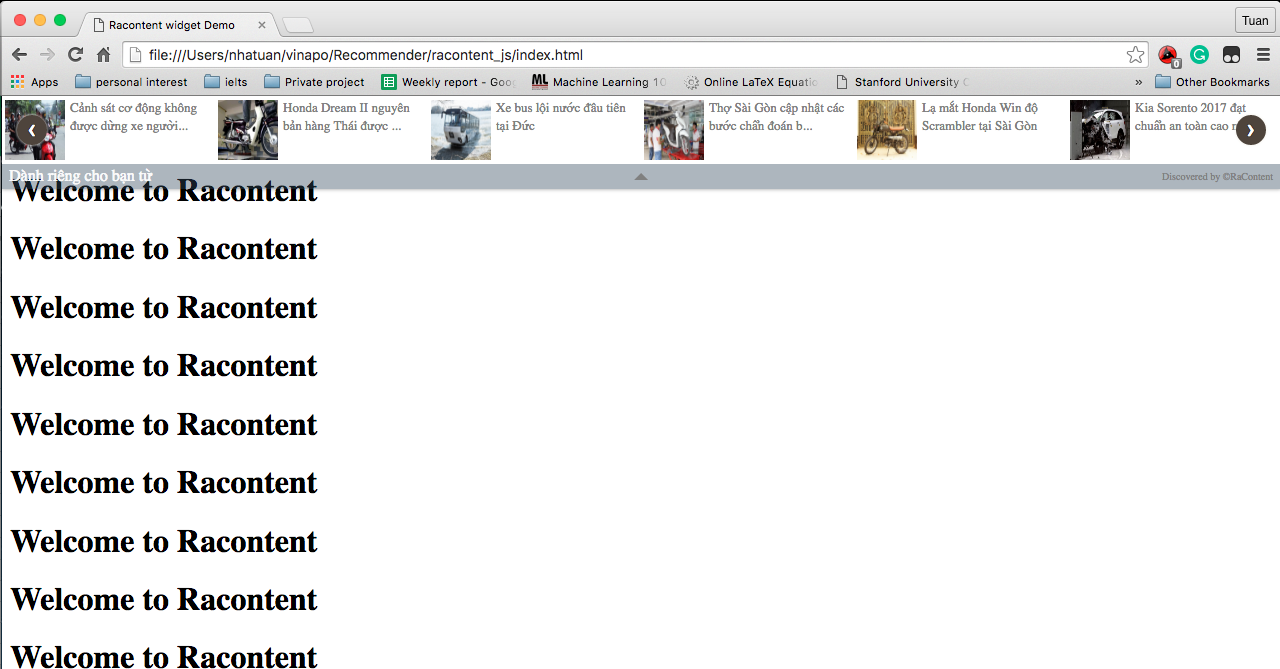 Racontent widget Demo
Tuan
file:///Users/nhatuan/vinapo/Recommender/racontent_js/index.html
0
Apps
personal interest
ielts
Private project
Weekly report - Goo
ML
Machine Learning 10
Online LaTeX Equatio
Stanford University C
»
Other Bookmarks
Cảnh sát cơ động không
được dừng xe người...
Honda Dream II nguyên
bản hàng Thái được ...
Xe bus lội nước đầu tiên
tại Đức
Thợ Sài Gòn cập nhật các
bước chẩn đoán b...
Lạ mắt Honda Win độ
Scrambler tại Sài Gòn
Kia Sorento 2017 đạt
chuẩn an toàn cao
Dành riêng cho bạn từ
Discovered by ©RaContent
Welcome to Racontent
Welcome to Racontent
Welcome to Racontent
Welcome to Racontent
Welcome to Racontent
Welcome to Racontent
Welcome to Racontent
Welcome to Racontent
Welcome to Racontent